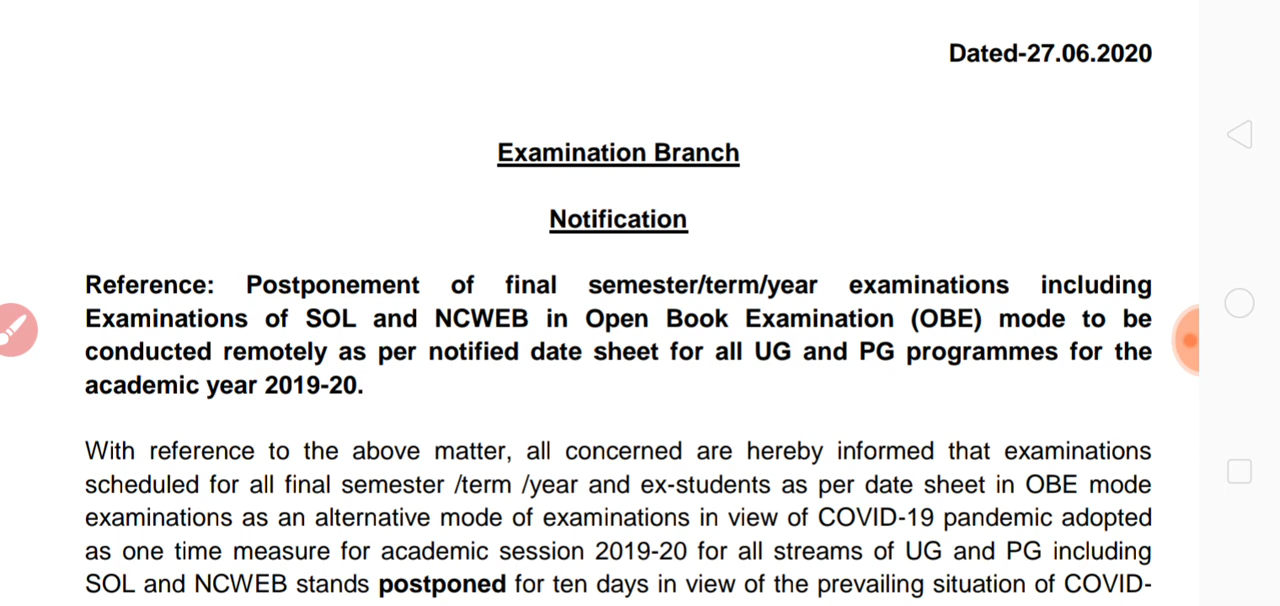 Dated-27.06.2020
Examination Branch
Notification
Reference: Postponement of final semester/term/year examinations including
Examinations of SOL and NCWEB in Open Book Examination (OBE) mode to be
conducted remotely as per notified date sheet for all UG and PG programmes for the
academic year 2019-20.
With reference to the above matter, all concerned are hereby informed that examinations
scheduled for all final semester /term /year and ex-students as per date sheet in OBE mode
examinations as an alternative mode of examinations in view of COVID-19 pandemic adopted
as one time measure for academic session 2019-20 for all streams of UG and PG including
SOL and NCWEB stands postponed for ten days in view of the prevailing situation of COVID-